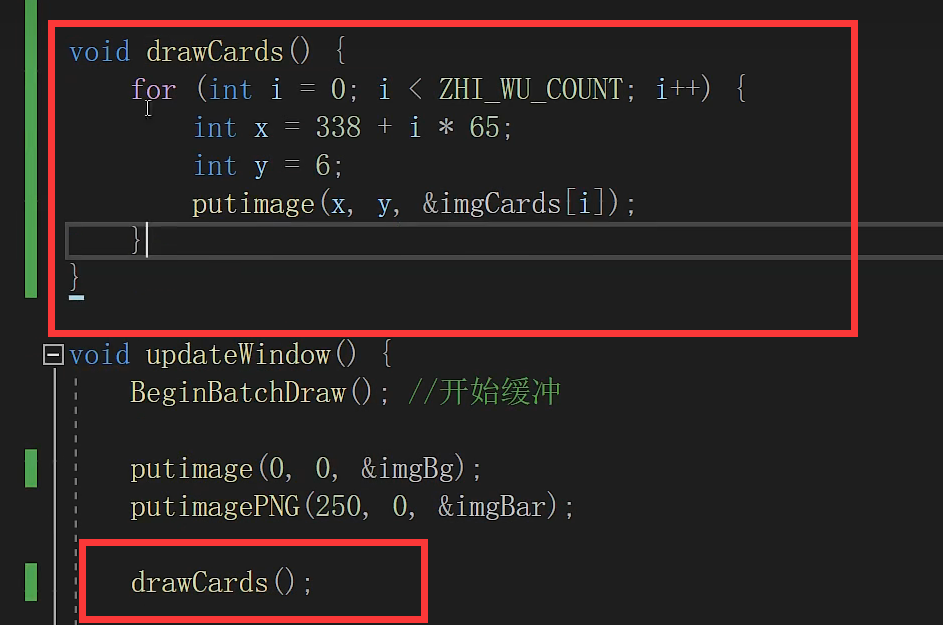 void drawCards() {
for (int i = 0; i < ZHI_WU_COUNT; i++) {
int x = 338 + i * 65;
int y = 6;
putimage(x, y, &imgCards[i]);
}
}
void updateWindow() {
BeginBatchDraw(); //开始缓冲
putimage(0, 0, &imgBg);
putimagePNG(250, 0, &imgBar);
drawCards();